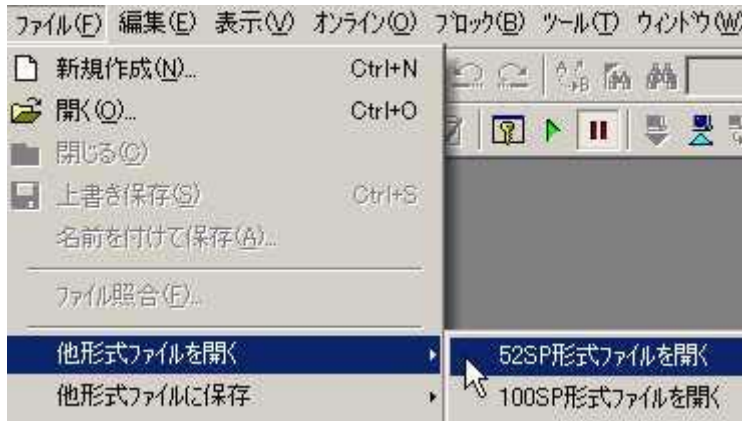 ファイル(F) 編集(E) 表示(V) オンライン(O) ブロック(B) ツール(T) ウィンドウ(W)
新規作成(N)... Ctrl+N
開く(O)... Ctrl+O
閉じる(C)
上書き保存(S) Ctrl+S
名前を付けて保存(A)...
ファイル照合(F)...
他形式ファイルを開く
52SP形式ファイルを開く
他形式ファイルに保存
100SP形式ファイルを開く